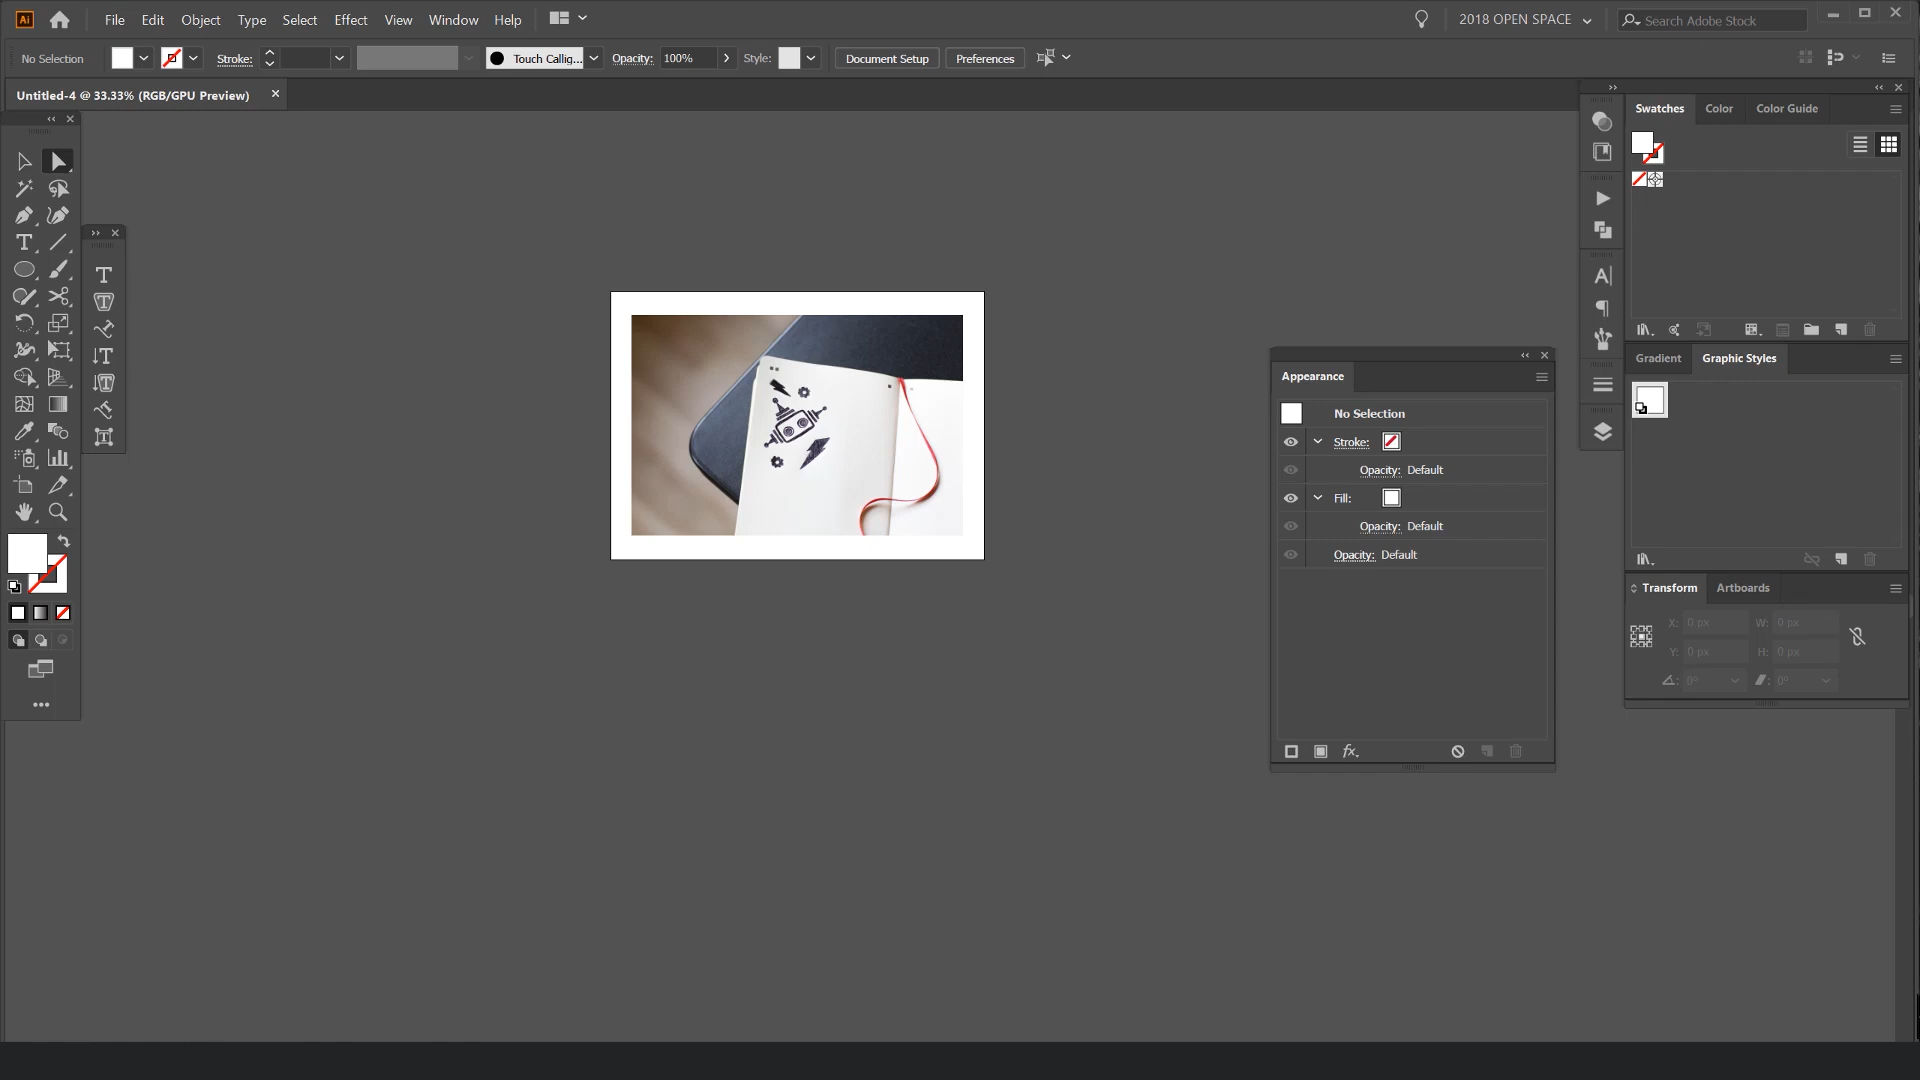 Ai File Edit Object Type Select Effect View Window Help 2018 OPEN SPACE Search Adobe Stock
No Selection Stroke: Touch Callig... Opacity: 100% Style: Document Setup Preferences
Untitled-4 @ 33.33% (RGB/GPU Preview)
Swatches Color Color Guide
Gradient Graphic Styles
Appearance
No Selection
Stroke:
Opacity: Default
Fill:
Opacity: Default
Opacity: Default
fx
Transform Artboards
X: 0 px W: 0 px
Y: 0 px H: 0 px
0° 0°